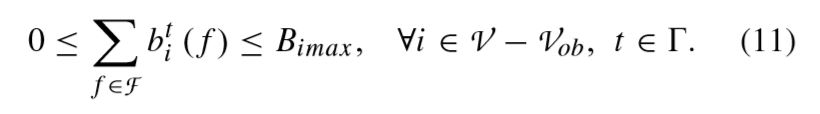 0 ≤ ∑_{f∈ℱ} b_i^t (f) ≤ B_{imax}, ∀i ∈ 𝒱 − 𝒱_{ob}, t ∈ Γ. (11)